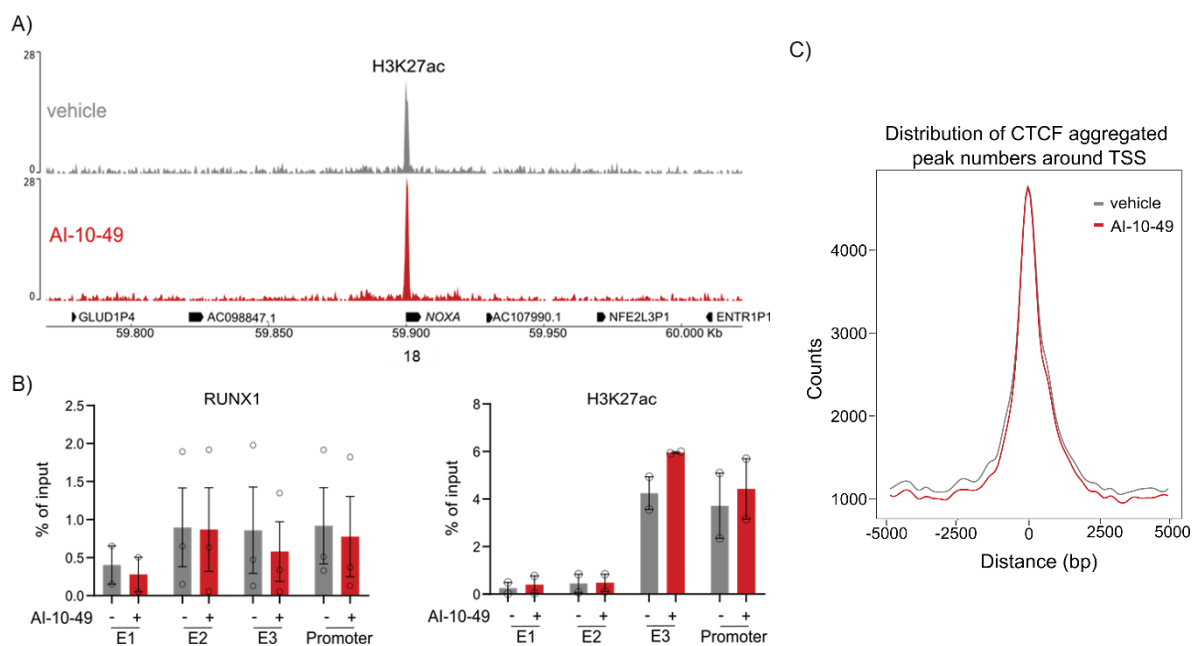 A)
28
H3K27ac
vehicle
0
28
AI-10-49
0
GLUD1P4 AC098847,1 NOXA AC107990.1 NFE2L3P1 ENTR1P1
59.800 59.850 59.900 59.950 60.000 Kb
18
B)
RUNX1
% of input
2.5
2.0
1.5
1.0
0.5
0.0
AI-10-49 - + - + - + - +
E1 E2 E3 Promoter
H3K27ac
% of input
8
6
4
2
0
AI-10-49 - + - + - + - +
E1 E2 E3 Promoter
C)
Distribution of CTCF aggregated
peak numbers around TSS
vehicle
AI-10-49
Counts
4000
3000
2000
1000
-5000 -2500 0 2500 5000
Distance (bp)